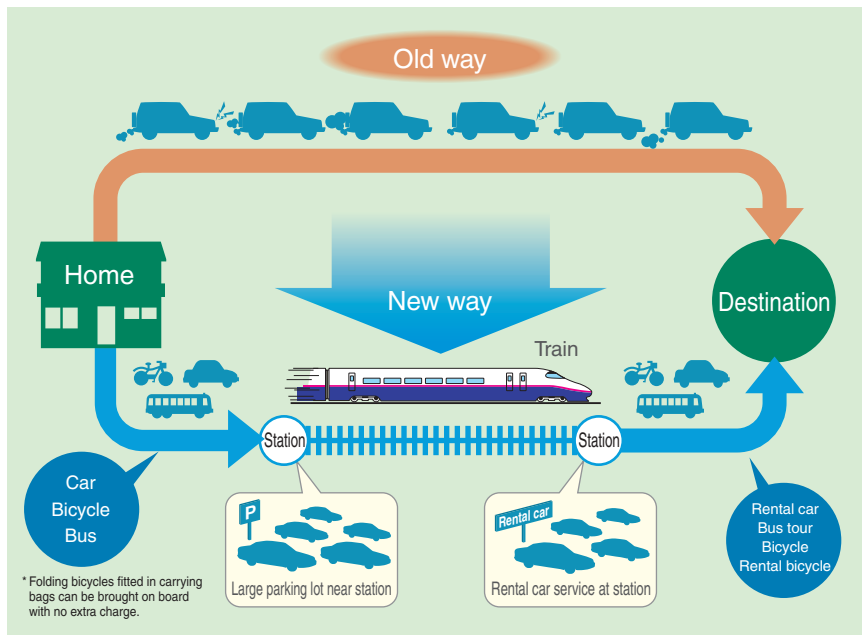 Old way
Home
New way
Destination
Train
Station
Station
Car
Bicycle
Bus
P
Large parking lot near station
Rental car
Rental car service at station
Rental car
Bus tour
Bicycle
Rental bicycle
* Folding bicycles fitted in carrying
bags can be brought on board
with no extra charge.